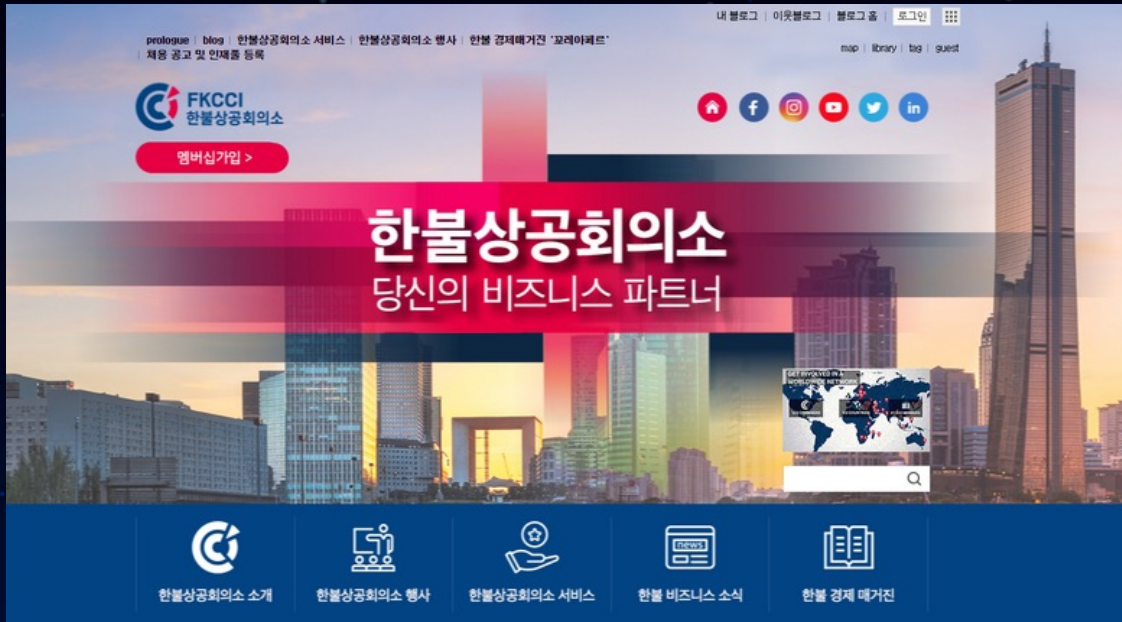 내 블로그 | 이웃블로그 | 블로그 홈 | 로그인
prologue | blog | 한불상공회의소 서비스 | 한불상공회의소 행사 | 한불 경제매거진 '꼬레아페르'
| 채용 공고 및 인재풀 등록
map | library | tag | guest
FKCCI
한불상공회의소
멤버십가입 >
한불상공회의소
당신의 비즈니스 파트너
GET INVOLVED IN A
WORLDWIDE NETWORK
news
한불상공회의소 소개
한불상공회의소 행사
한불상공회의소 서비스
한불 비즈니스 소식
한불 경제 매거진